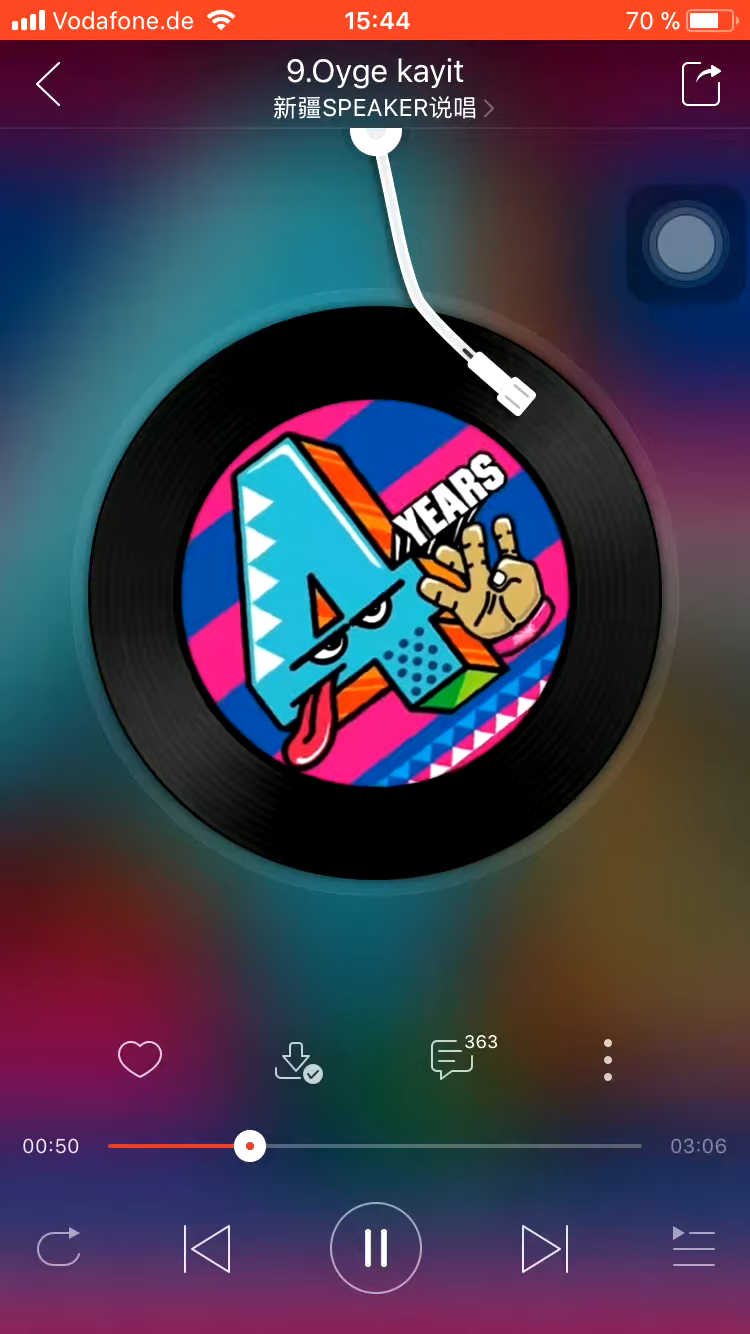 Vodafone.de 15:44 70 %
9.Oyge kayit
新疆SPEAKER说唱
YEARS
363
00:50 03:06